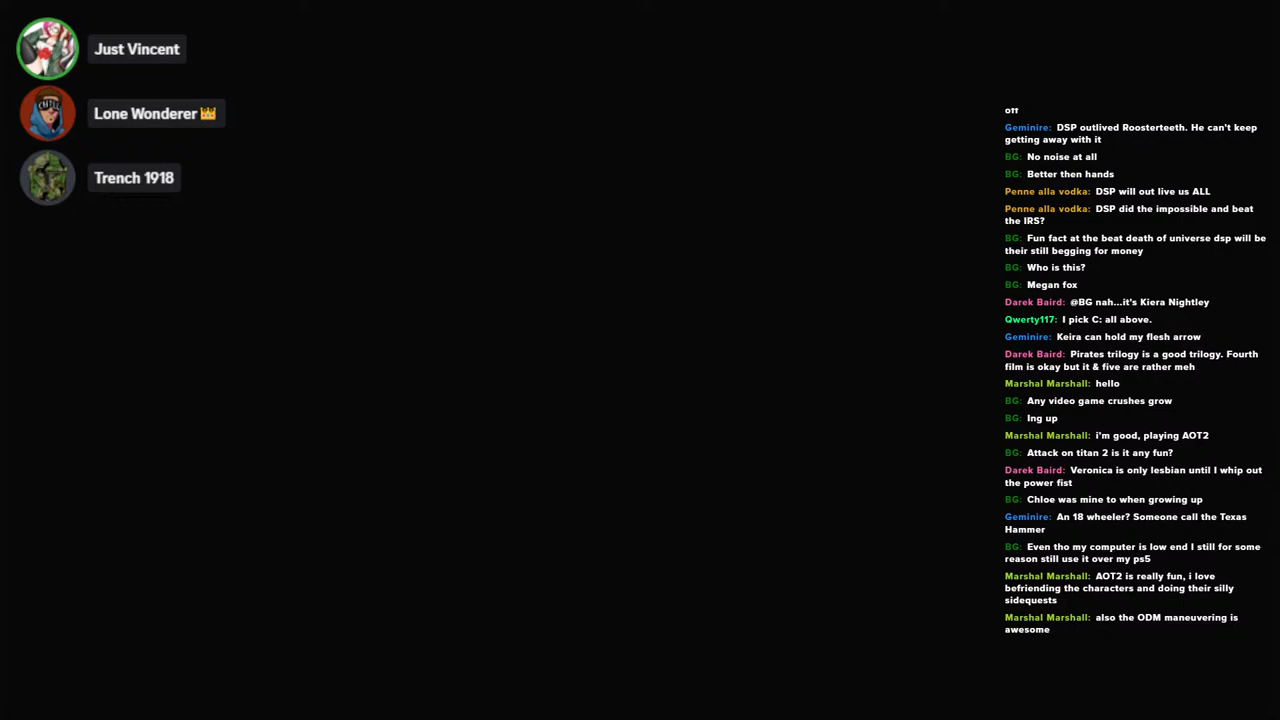 Just Vincent
Lone Wonderer 👑
Trench 1918
off
Geminire: DSP outlived Roosterteeth. He can't keep
getting away with it
BG: No noise at all
BG: Better then hands
Penne alla vodka: DSP will out live us ALL
Penne alla vodka: DSP did the impossible and beat
the IRS?
BG: Fun fact at the beat death of universe dsp will be
their still begging for money
BG: Who is this?
BG: Megan fox
Darek Baird: @BG nah...it's Kiera Nightley
Qwerty117: I pick C: all above.
Geminire: Keira can hold my flesh arrow
Darek Baird: Pirates trilogy is a good trilogy. Fourth
film is okay but it & five are rather meh
Marshal Marshall: hello
BG: Any video game crushes grow
BG: Ing up
Marshal Marshall: i'm good, playing AOT2
BG: Attack on titan 2 is it any fun?
Darek Baird: Veronica is only lesbian until I whip out
the power fist
BG: Chloe was mine to when growing up
Geminire: An 18 wheeler? Someone call the Texas
Hammer
BG: Even tho my computer is low end I still for some
reason still use it over my ps5
Marshal Marshall: AOT2 is really fun, i love
befriending the characters and doing their silly
sidequests
Marshal Marshall: also the ODM maneuvering is
awesome